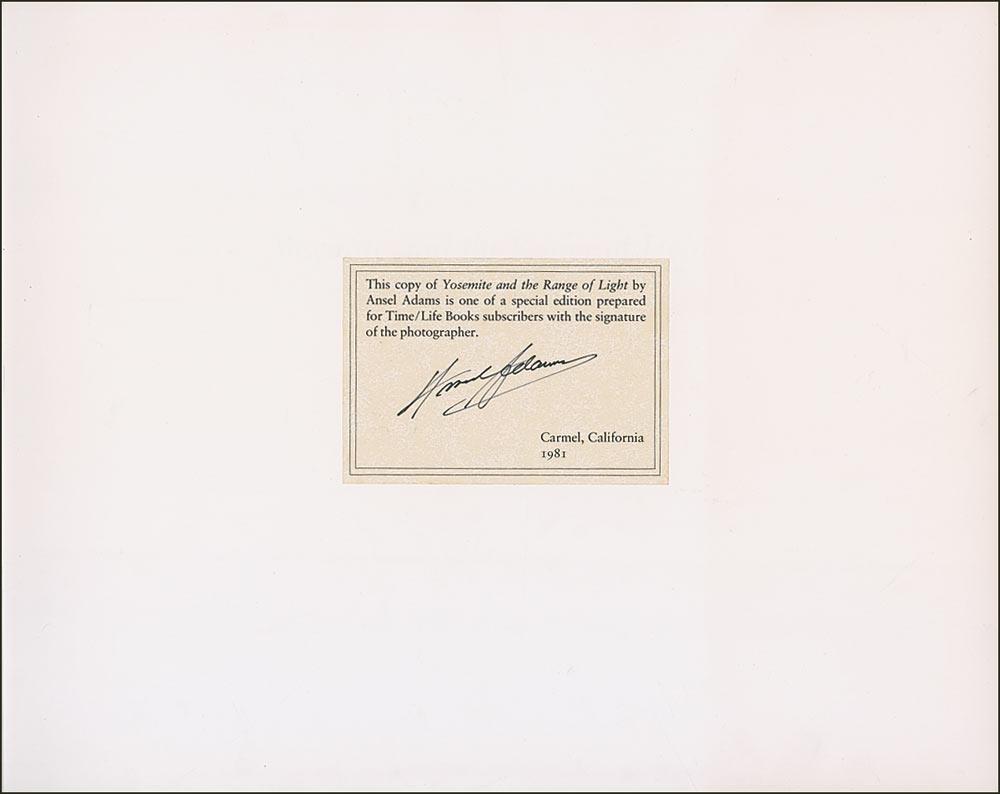 This copy of Yosemite and the Range of Light by
Ansel Adams is one of a special edition prepared
for Time/Life Books subscribers with the signature
of the photographer.
Ansel Adams
Carmel, California
1981